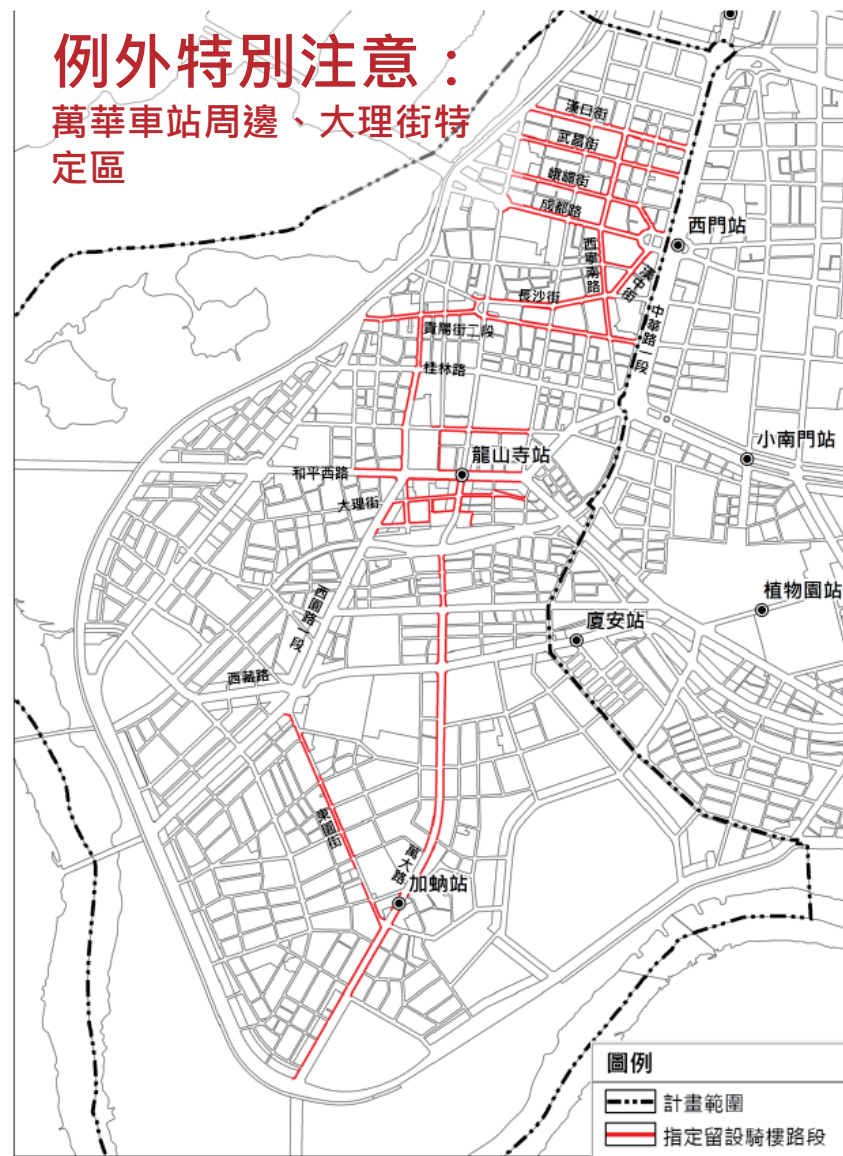 例外特別注意：
萬華車站周邊、大理街特
定區
漢口街
武昌街
峨嵋街
成都路
西門站
西寧南路
漢中街
長沙街
中華路一段
貴陽街二段
桂林路
小南門站
龍山寺站
和平西路
大理街
植物園站
西園路一段
廈安站
西藏路
東園街
萬大路
加蚋站
圖例
計畫範圍
指定留設騎樓路段